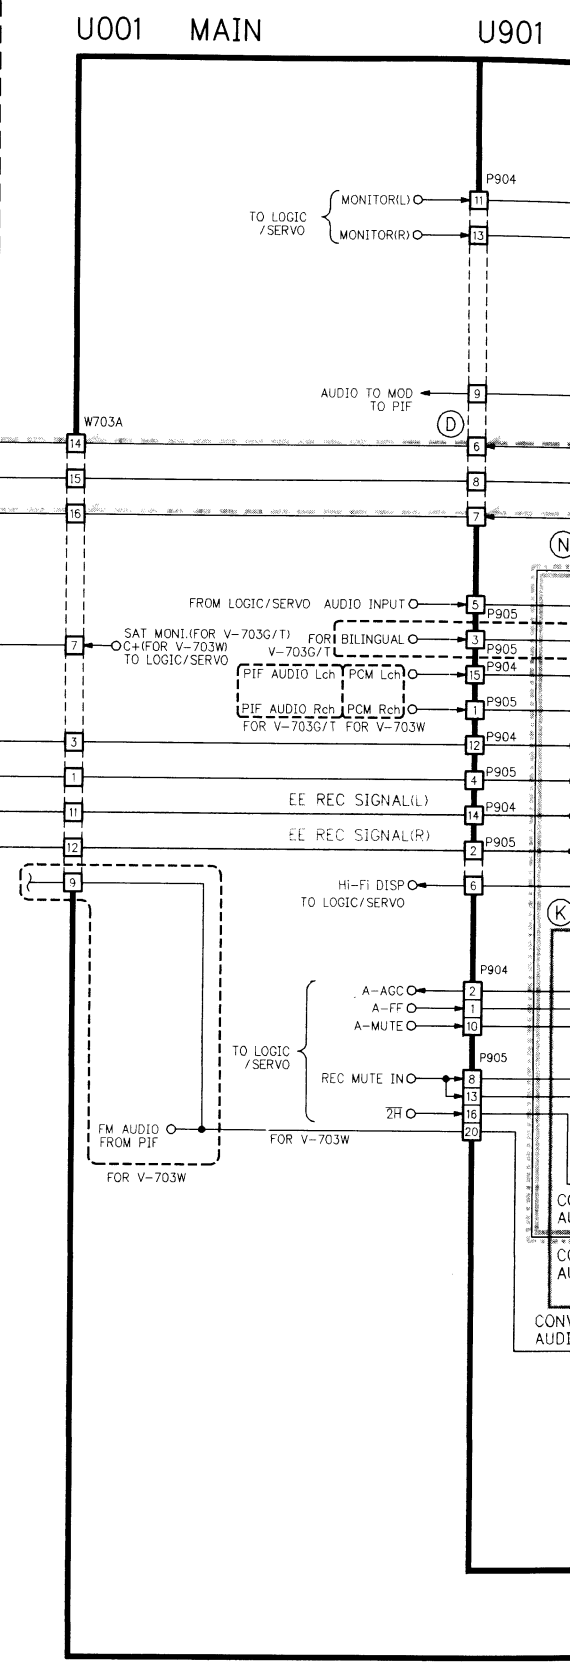 U001 MAIN U901
P904
MONITOR(L) 11
TO LOGIC
/SERVO
MONITOR(R) 13
AUDIO TO MOD 9
TO PIF
W703A
D
14 6
15 8
16 7
N
FROM LOGIC/SERVO AUDIO INPUT 5
P905
SAT MONI.(FOR V-703G/T) FOR BILINGUAL 3
7 C+(FOR V-703W) V-703G/T P905
TO LOGIC/SERVO
P904
PIF AUDIO Lch PCM Lch 15
PIF AUDIO Rch PCM Rch 1 P905
FOR V-703G/T FOR V-703W
3 12 P904
1 4 P905
EE REC SIGNAL(L)
11 14 P904
EE REC SIGNAL(R)
12 2 P905
9 Hi-Fi DISP 6
TO LOGIC/SERVO
K
P904
A-AGC 2
A-FF 1
A-MUTE 10
TO LOGIC
/SERVO
P905
REC MUTE IN 8
13
2H 16
FM AUDIO 20
FROM PIF FOR V-703W
FOR V-703W